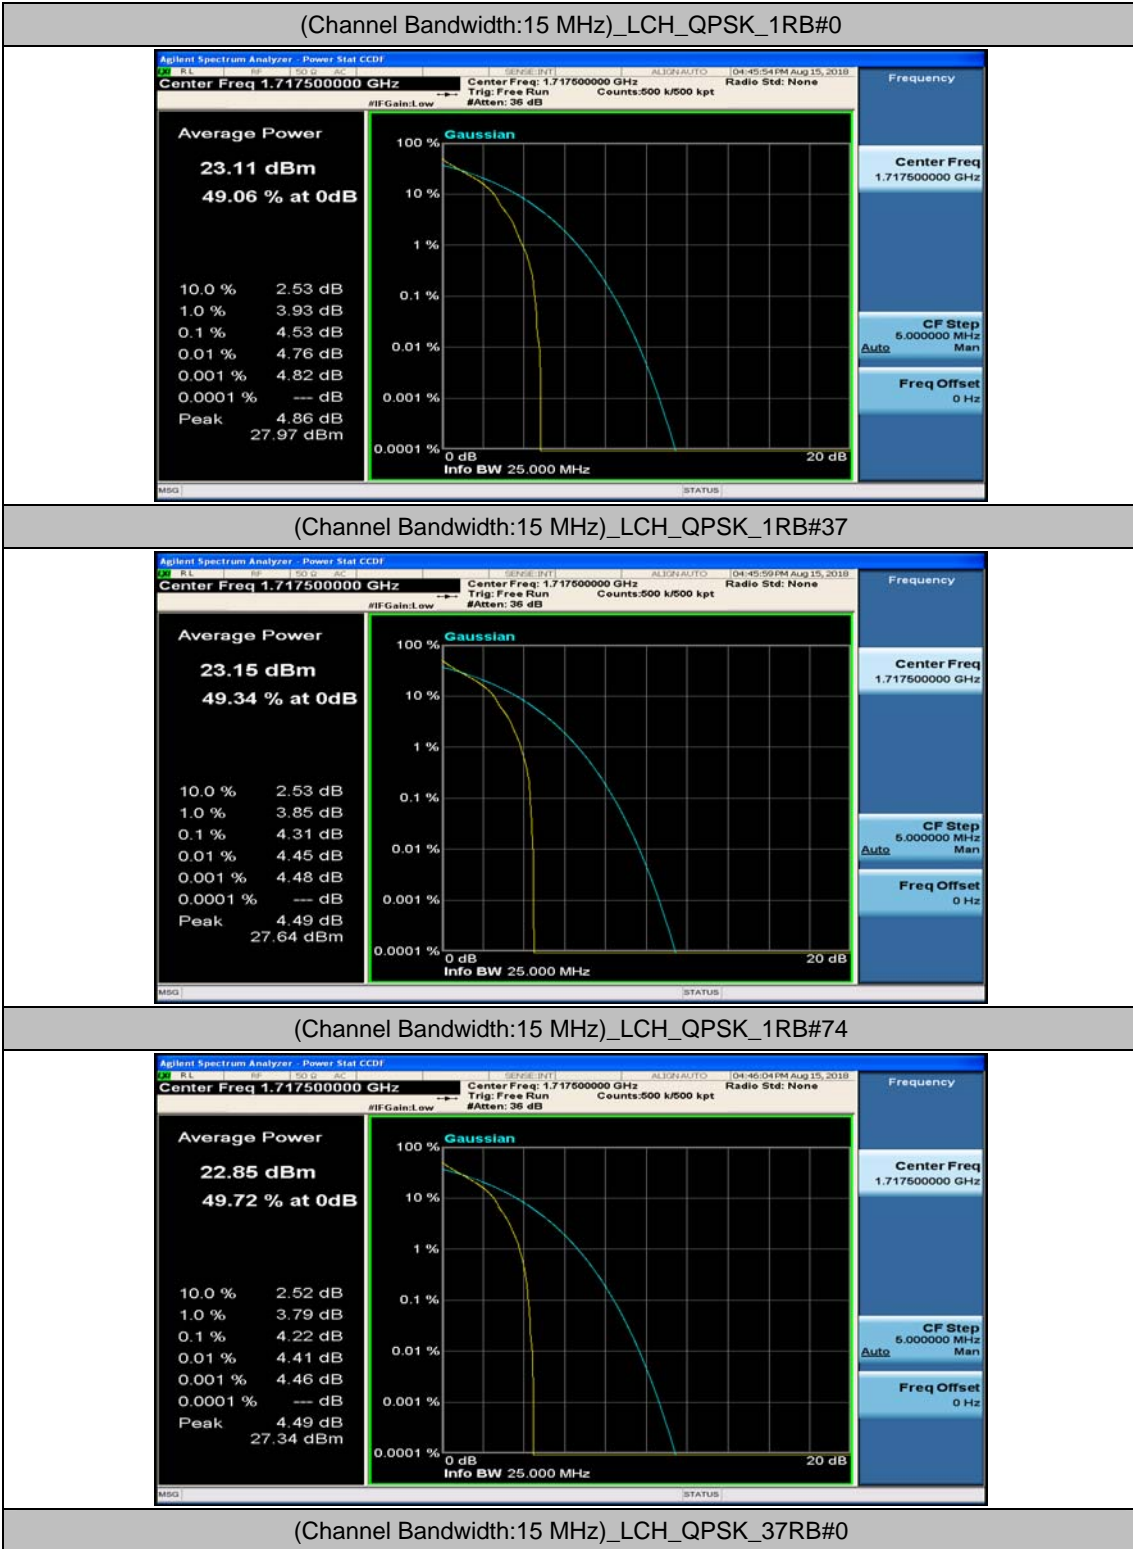 (Channel Bandwidth:15 MHz)_LCH_QPSK_1RB#0
Agilent Spectrum Analyzer - Power Stat CCDF
RL RF 50 Ω AC SENSE:INT ALIGN AUTO 04:45:54 PM Aug 15, 2018
Center Freq 1.717500000 GHz
Center Freq: 1.717500000 GHz Radio Std: None
Trig: Free Run Counts:500 k/500 kpt
#IFGain:Low #Atten: 36 dB
Frequency
Average Power
23.11 dBm
49.06 % at 0dB
10.0 % 2.53 dB
1.0 % 3.93 dB
0.1 % 4.53 dB
0.01 % 4.76 dB
0.001 % 4.82 dB
0.0001 % --- dB
Peak 4.86 dB
27.97 dBm
Gaussian
100 %
10 %
1 %
0.1 %
0.01 %
0.001 %
0.0001 %
0 dB 20 dB
Info BW 25.000 MHz
Center Freq
1.717500000 GHz
CF Step
5.000000 MHz
Auto Man
Freq Offset
0 Hz
MSG STATUS
(Channel Bandwidth:15 MHz)_LCH_QPSK_1RB#37
Agilent Spectrum Analyzer - Power Stat CCDF
RL RF 50 Ω AC SENSE:INT ALIGN AUTO 04:45:59 PM Aug 15, 2018
Center Freq 1.717500000 GHz
Center Freq: 1.717500000 GHz Radio Std: None
Trig: Free Run Counts:500 k/500 kpt
#IFGain:Low #Atten: 36 dB
Frequency
Average Power
23.15 dBm
49.34 % at 0dB
10.0 % 2.53 dB
1.0 % 3.85 dB
0.1 % 4.31 dB
0.01 % 4.45 dB
0.001 % 4.48 dB
0.0001 % --- dB
Peak 4.49 dB
27.64 dBm
Gaussian
100 %
10 %
1 %
0.1 %
0.01 %
0.001 %
0.0001 %
0 dB 20 dB
Info BW 25.000 MHz
Center Freq
1.717500000 GHz
CF Step
5.000000 MHz
Auto Man
Freq Offset
0 Hz
MSG STATUS
(Channel Bandwidth:15 MHz)_LCH_QPSK_1RB#74
Agilent Spectrum Analyzer - Power Stat CCDF
RL RF 50 Ω AC SENSE:INT ALIGN AUTO 04:46:04 PM Aug 15, 2018
Center Freq 1.717500000 GHz
Center Freq: 1.717500000 GHz Radio Std: None
Trig: Free Run Counts:500 k/500 kpt
#IFGain:Low #Atten: 36 dB
Frequency
Average Power
22.85 dBm
49.72 % at 0dB
10.0 % 2.52 dB
1.0 % 3.79 dB
0.1 % 4.22 dB
0.01 % 4.41 dB
0.001 % 4.46 dB
0.0001 % --- dB
Peak 4.49 dB
27.34 dBm
Gaussian
100 %
10 %
1 %
0.1 %
0.01 %
0.001 %
0.0001 %
0 dB 20 dB
Info BW 25.000 MHz
Center Freq
1.717500000 GHz
CF Step
5.000000 MHz
Auto Man
Freq Offset
0 Hz
MSG STATUS
(Channel Bandwidth:15 MHz)_LCH_QPSK_37RB#0